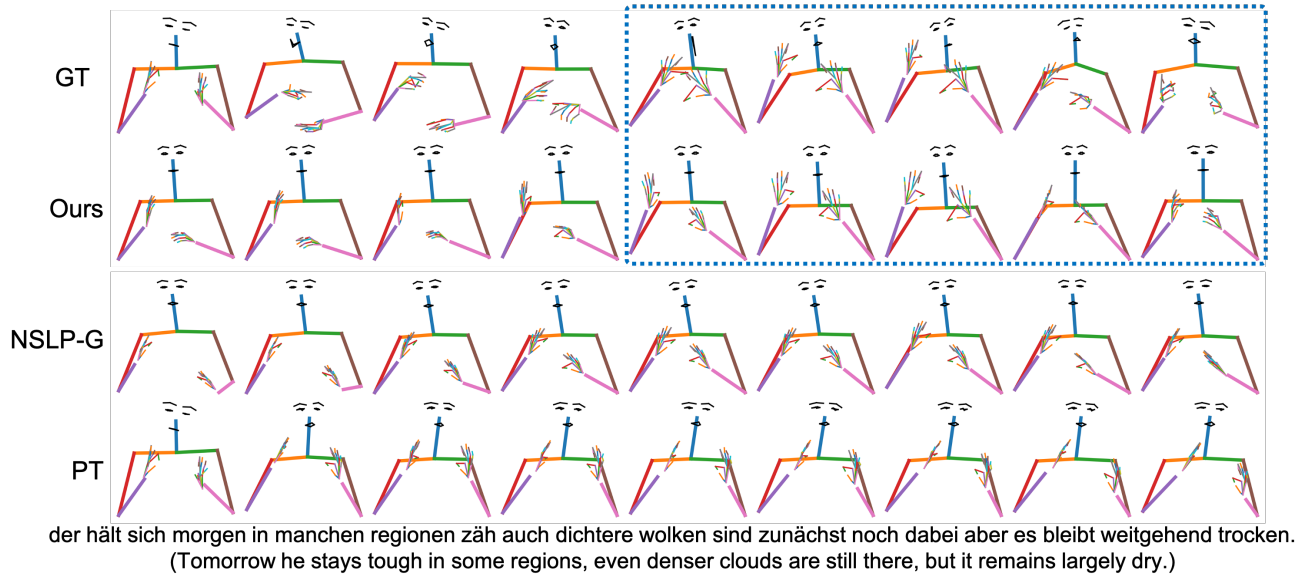 GT
Ours
NSLP-G
PT
der hält sich morgen in manchen regionen zäh auch dichtere wolken sind zunächst noch dabei aber es bleibt weitgehend trocken.
(Tomorrow he stays tough in some regions, even denser clouds are still there, but it remains largely dry.)